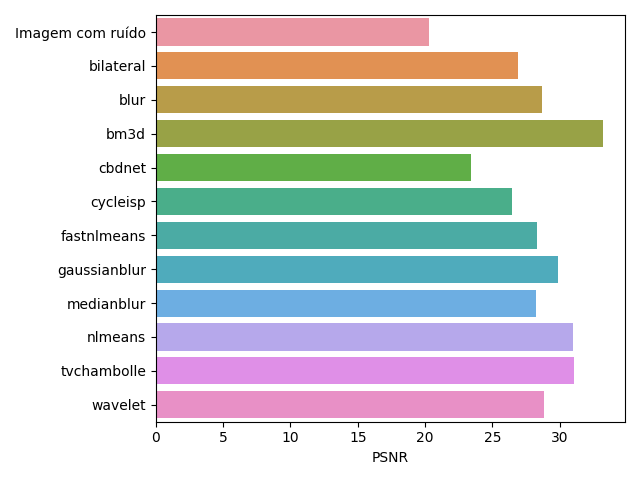 Imagem com ruído
bilateral
blur
bm3d
cbdnet
cycleisp
fastnlmeans
gaussianblur
medianblur
nlmeans
tvchambolle
wavelet
0 5 10 15 20 25 30
PSNR